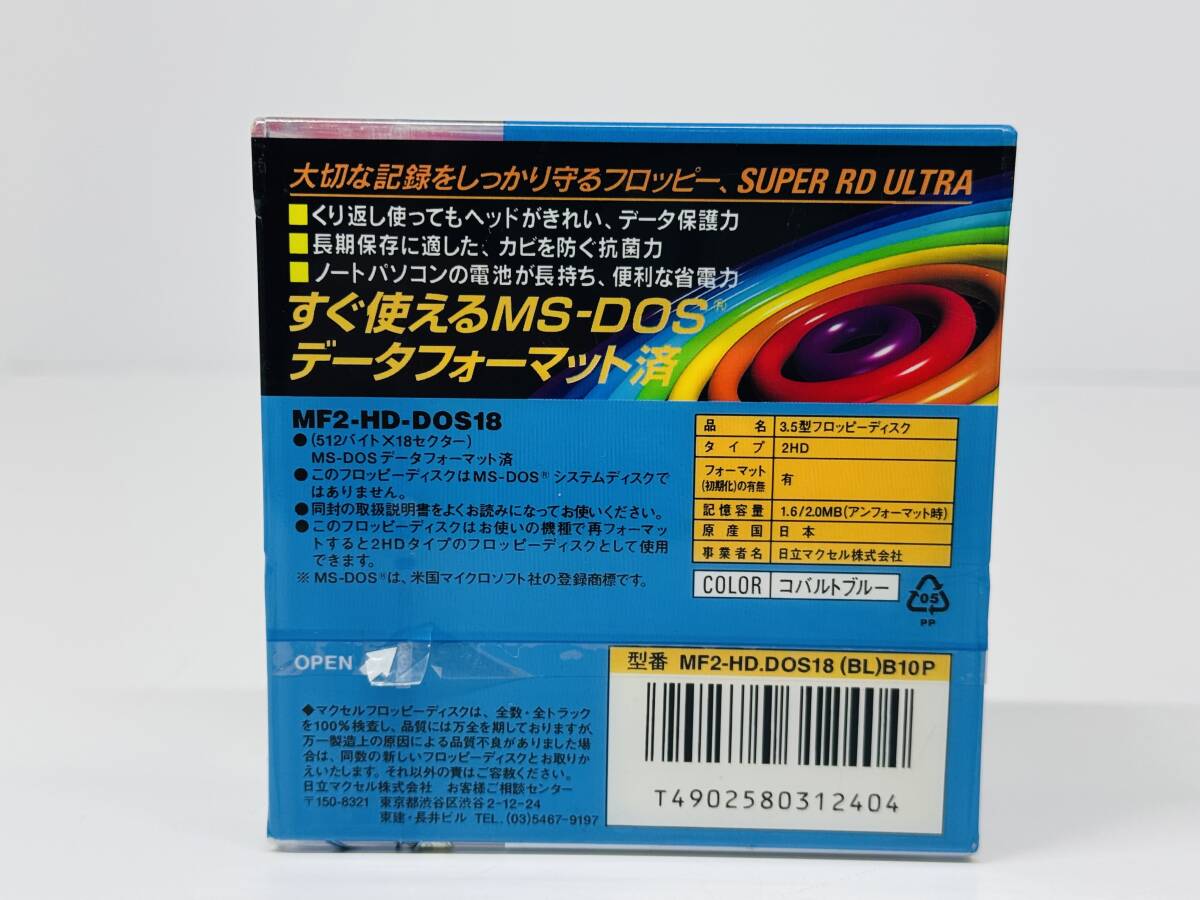 大切な記録をしっかり守るフロッピー、SUPER RD ULTRA
■くり返し使ってもヘッドがきれい、データ保護力
■長期保存に適した、カビを防ぐ抗菌力
■ノートパソコンの電池が長持ち、便利な省電力
すぐ使えるMS-DOS®
データフォーマット済
MF2-HD-DOS18
●(512バイト×18セクター)
MS-DOSデータフォーマット済
●このフロッピーディスクはMS-DOS®システムディスクで
はありません。
●同封の取扱説明書をよくお読みになってお使いください。
●このフロッピーディスクはお使いの機種で再フォーマッ
トすると2HDタイプのフロッピーディスクとして使用
できます。
※MS-DOS®は、米国マイクロソフト社の登録商標です。
品名 3.5型フロッピーディスク
タイプ 2HD
フォーマット
(初期化)の有無 有
記憶容量 1.6/2.0MB(アンフォーマット時)
原産国 日本
事業者名 日立マクセル株式会社
COLOR コバルトブルー
05
PP
OPEN
型番 MF2-HD.DOS18(BL)B10P
T4902580312404
◆マクセルフロッピーディスクは、全数・全トラック
を100%検査し、品質には万全を期しておりますが、
万一製造上の原因による品質不良がありました場
合は、同数の新しいフロッピーディスクとお取りか
えいたします。それ以外の責はご容赦ください。
日立マクセル株式会社 お客様ご相談センター
〒150-8321 東京都渋谷区渋谷2-12-24
東建・長井ビル TEL.(03)5467-9197